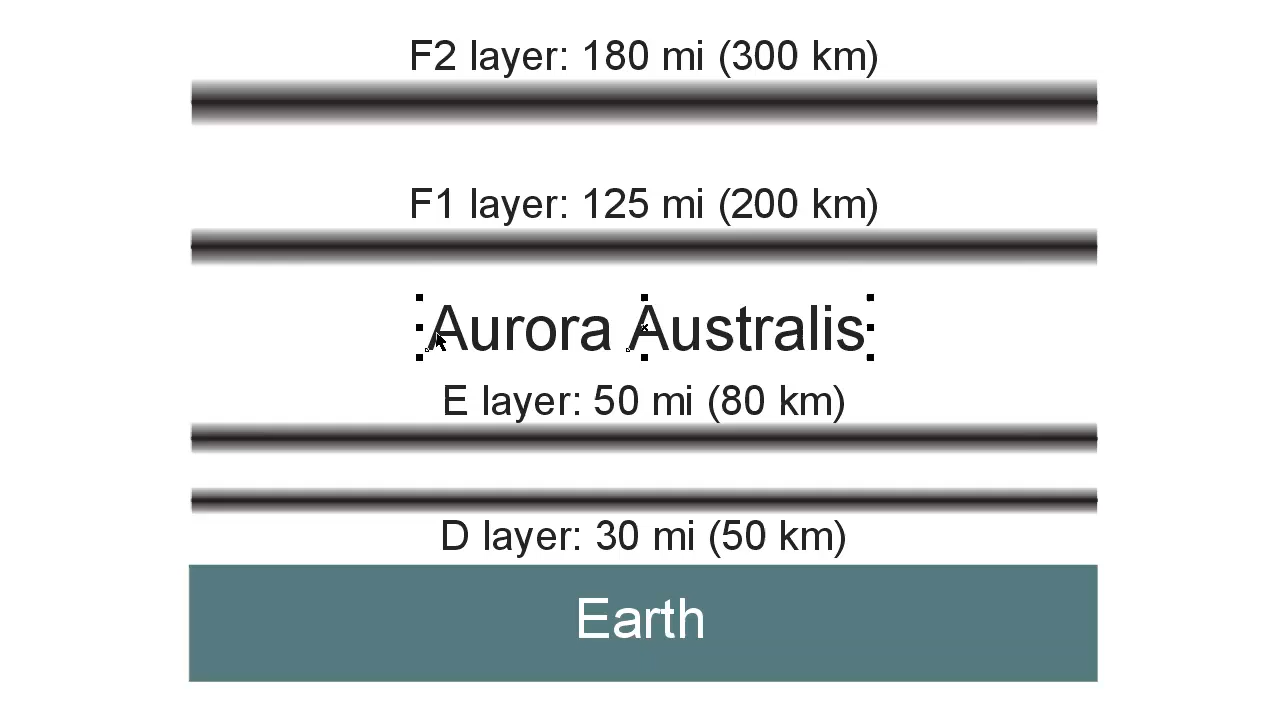 F2 layer: 180 mi (300 km)
F1 layer: 125 mi (200 km)
Aurora Australis
E layer: 50 mi (80 km)
D layer: 30 mi (50 km)
Earth